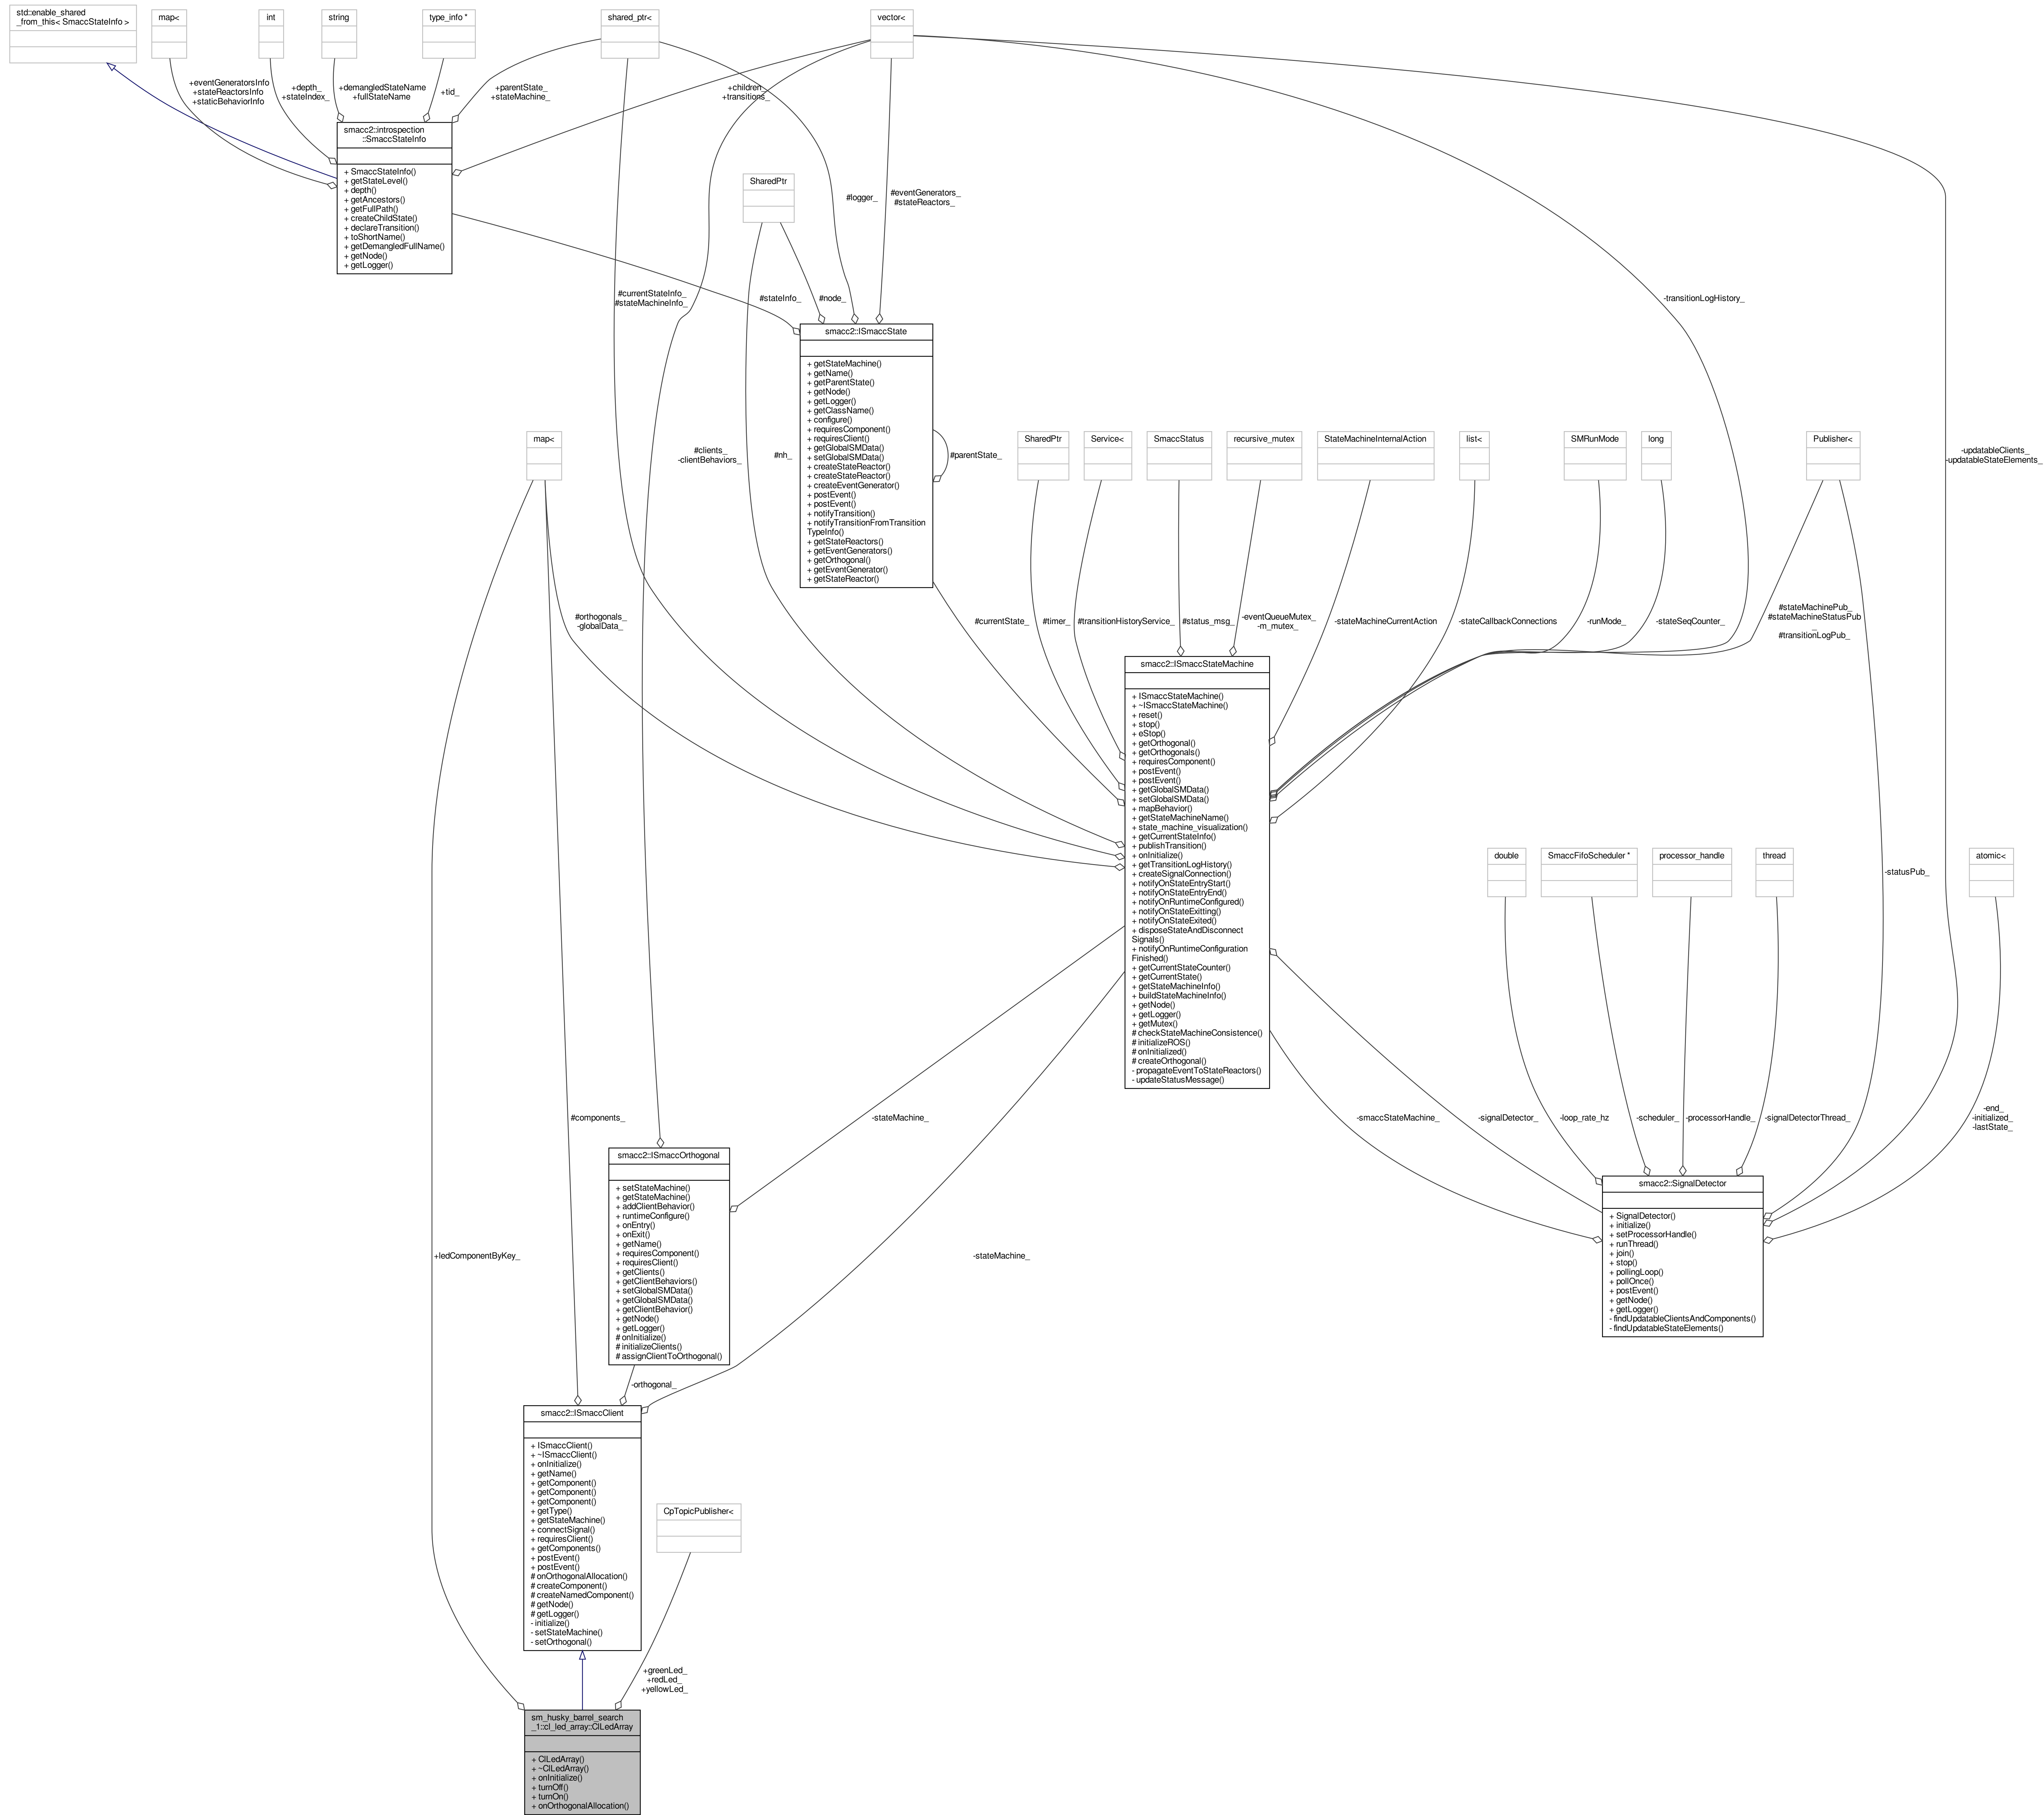 std::enable_shared
_from_this< SmaccStateInfo >
map<
int
string
type_info *
shared_ptr<
vector<
+eventGeneratorsInfo
+stateReactorsInfo
+staticBehaviorInfo
+depth_
+stateIndex_
+demangledStateName
+fullStateName
+tid_
+parentState_
+stateMachine_
+children_
+transitions_
smacc2::introspection
::SmaccStateInfo
+ SmaccStateInfo()
+ getStateLevel()
+ depth()
+ getAncestors()
+ getFullPath()
+ createChildState()
+ declareTransition()
+ toShortName()
+ getDemangledFullName()
+ getNode()
+ getLogger()
SharedPtr
#logger_
#eventGenerators_
#stateReactors_
#currentStateInfo_
#stateMachineInfo_
#stateInfo_
#node_
-transitionLogHistory_
smacc2::ISmaccState
+ getStateMachine()
+ getName()
+ getParentState()
+ getNode()
+ getLogger()
+ getClassName()
+ configure()
+ requiresComponent()
+ requiresClient()
+ getGlobalSMData()
+ setGlobalSMData()
+ createStateReactor()
+ createStateReactor()
+ createEventGenerator()
+ postEvent()
+ postEvent()
+ notifyTransition()
+ notifyTransitionFromTransition
TypeInfo()
+ getStateReactors()
+ getEventGenerators()
+ getOrthogonal()
+ getEventGenerator()
+ getStateReactor()
#parentState_
#clients_
-clientBehaviors_
#nh_
-updatableClients_
-updatableStateElements_
map<
SharedPtr
Service<
SmaccStatus
recursive_mutex
StateMachineInternalAction
list<
SMRunMode
long
Publisher<
#orthogonals_
-globalData_
#currentState_
#timer_
#transitionHistoryService_
#status_msg_
-eventQueueMutex_
-m_mutex_
-stateMachineCurrentAction
-stateCallbackConnections
-runMode_
-stateSeqCounter_
#stateMachinePub_
#stateMachineStatusPub
_
#transitionLogPub_
smacc2::ISmaccStateMachine
+ ISmaccStateMachine()
+ ~ISmaccStateMachine()
+ reset()
+ stop()
+ eStop()
+ getOrthogonal()
+ getOrthogonals()
+ requiresComponent()
+ postEvent()
+ postEvent()
+ getGlobalSMData()
+ setGlobalSMData()
+ mapBehavior()
+ getStateMachineName()
+ state_machine_visualization()
+ getCurrentStateInfo()
+ publishTransition()
+ onInitialize()
+ getTransitionLogHistory()
+ createSignalConnection()
+ notifyOnStateEntryStart()
+ notifyOnStateEntryEnd()
+ notifyOnRuntimeConfigured()
+ notifyOnStateExitting()
+ notifyOnStateExited()
+ disposeStateAndDisconnect
Signals()
+ notifyOnRuntimeConfiguration
Finished()
+ getCurrentStateCounter()
+ getCurrentState()
+ getStateMachineInfo()
+ buildStateMachineInfo()
+ getNode()
+ getLogger()
+ getMutex()
# checkStateMachineConsistence()
# initializeROS()
# onInitialized()
# createOrthogonal()
- propagateEventToStateReactors()
- updateStatusMessage()
double
SmaccFifoScheduler *
processor_handle
thread
atomic<
-statusPub_
#components_
-stateMachine_
-smaccStateMachine_
-signalDetector_
-loop_rate_hz
-scheduler_
-processorHandle_
-signalDetectorThread_
-end_
-initialized_
-lastState_
smacc2::ISmaccOrthogonal
+ setStateMachine()
+ getStateMachine()
+ addClientBehavior()
+ runtimeConfigure()
+ onEntry()
+ onExit()
+ getName()
+ requiresComponent()
+ requiresClient()
+ getClients()
+ getClientBehaviors()
+ setGlobalSMData()
+ getGlobalSMData()
+ getClientBehavior()
+ getNode()
+ getLogger()
# onInitialize()
# initializeClients()
# assignClientToOrthogonal()
smacc2::SignalDetector
+ SignalDetector()
+ initialize()
+ setProcessorHandle()
+ runThread()
+ join()
+ stop()
+ pollingLoop()
+ pollOnce()
+ postEvent()
+ getNode()
+ getLogger()
- findUpdatableClientsAndComponents()
- findUpdatableStateElements()
+ledComponentByKey_
-stateMachine_
-orthogonal_
smacc2::ISmaccClient
+ ISmaccClient()
+ ~ISmaccClient()
+ onInitialize()
+ getName()
+ getComponent()
+ getComponent()
+ getComponent()
+ getType()
+ getStateMachine()
+ connectSignal()
+ requiresClient()
+ getComponents()
+ postEvent()
+ postEvent()
# onOrthogonalAllocation()
# createComponent()
# createNamedComponent()
# getNode()
# getLogger()
- initialize()
- setStateMachine()
- setOrthogonal()
CpTopicPublisher<
+greenLed_
+redLed_
+yellowLed_
sm_husky_barrel_search
_1::cl_led_array::ClLedArray
+ ClLedArray()
+ ~ClLedArray()
+ onInitialize()
+ turnOff()
+ turnOn()
+ onOrthogonalAllocation()